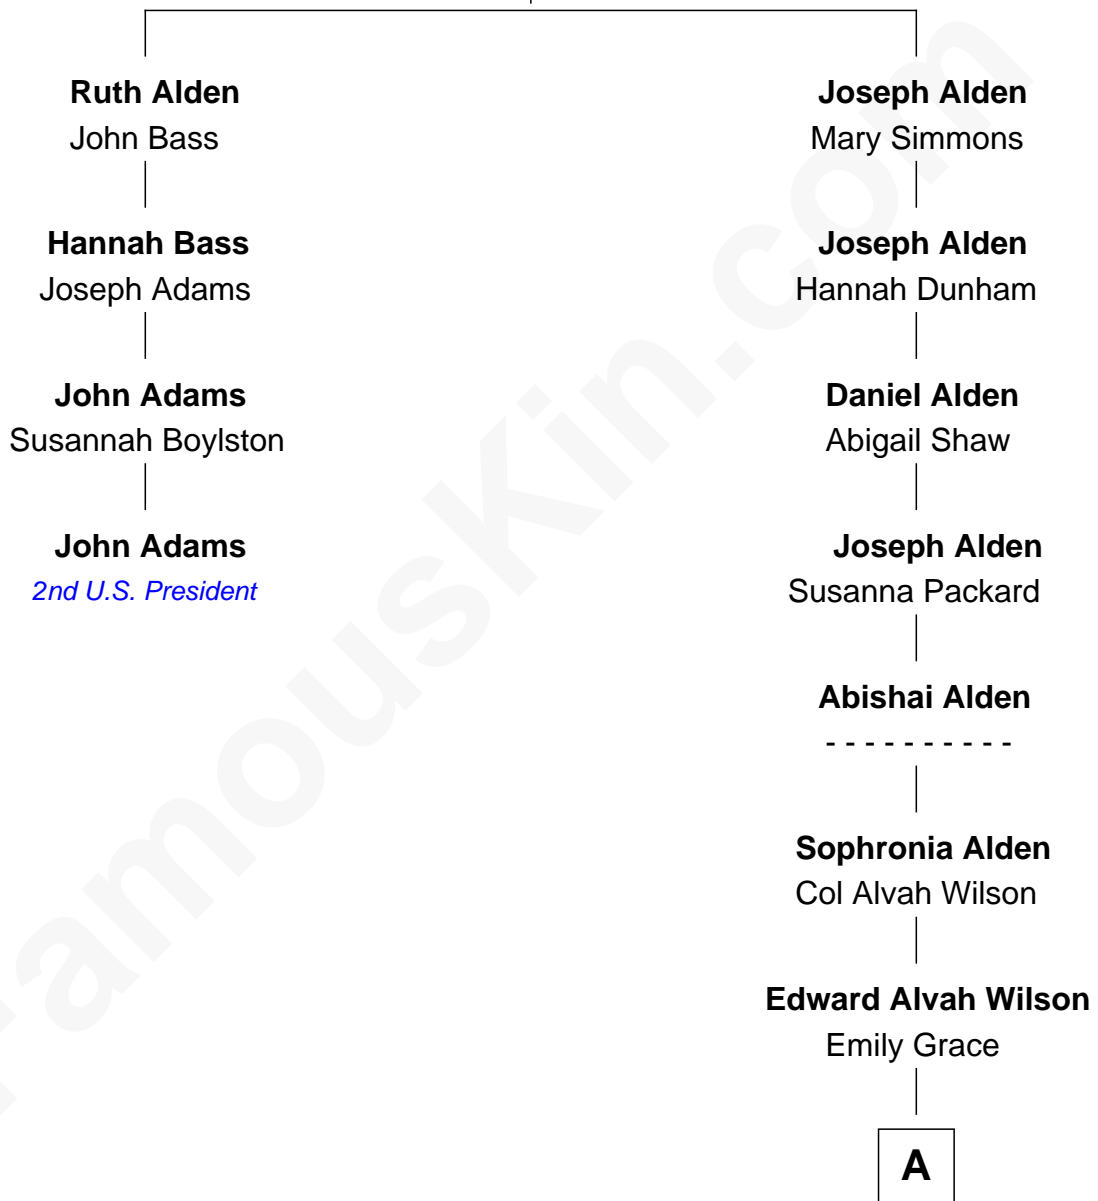 Ruth Alden
John Bass
Hannah Bass
Joseph Adams
John Adams
Susannah Boylston
John Adams
2nd U.S. President
Joseph Alden
Mary Simmons
Joseph Alden
Hannah Dunham
Daniel Alden
Abigail Shaw
Joseph Alden
Susanna Packard
Abishai Alden
- - - - - - - - - -
Sophronia Alden
Col Alvah Wilson
Edward Alvah Wilson
Emily Grace
A
FamousKin.com